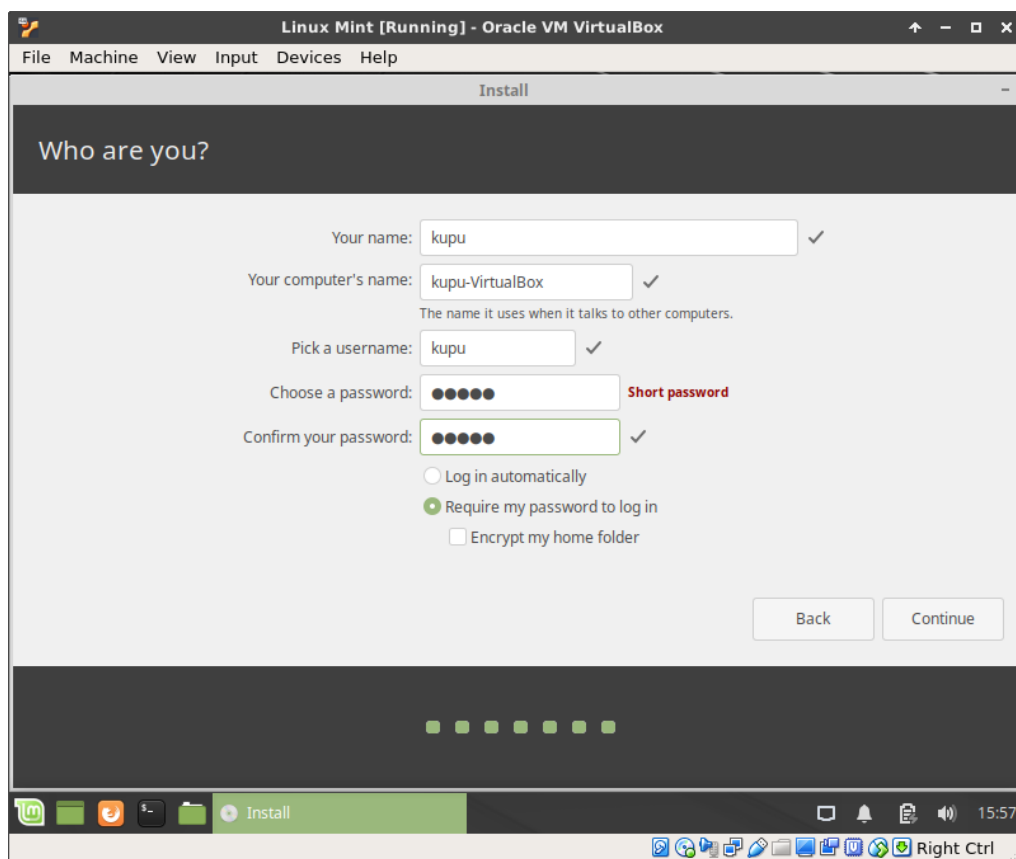 Linux Mint [Running] - Oracle VM VirtualBox
File Machine View Input Devices Help
Install
Who are you?
Your name: kupu
Your computer's name: kupu-VirtualBox
The name it uses when it talks to other computers.
Pick a username: kupu
Choose a password: ●●●●● Short password
Confirm your password: ●●●●●
Log in automatically
Require my password to log in
Encrypt my home folder
Back Continue
$_ Install 15:57
Right Ctrl